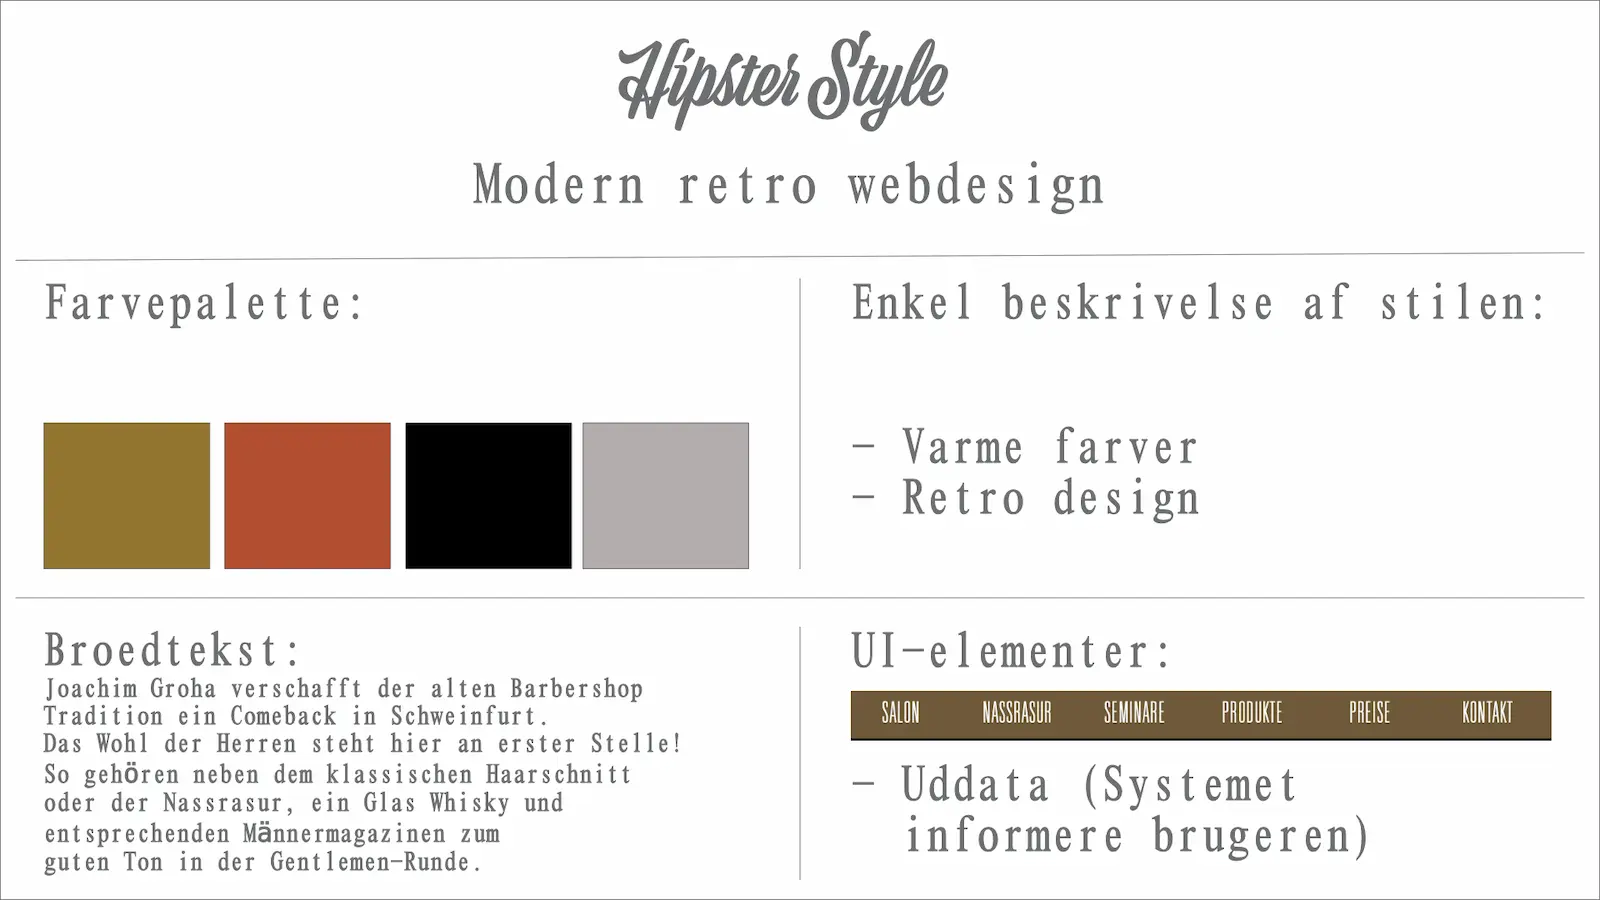 Hipster Style
Modern retro webdesign
Farvepalette:
Enkel beskrivelse af stilen:
- Varme farver
- Retro design
Broedtekst:
Joachim Groha verschafft der alten Barbershop
Tradition ein Comeback in Schweinfurt.
Das Wohl der Herren steht hier an erster Stelle!
So gehören neben dem klassischen Haarschnitt
oder der Nassrasur, ein Glas Whisky und
entsprechenden Männermagazinen zum
guten Ton in der Gentlemen-Runde.
UI-elementer:
SALON NASSRASUR SEMINARE PRODUKTE PREISE KONTAKT
- Uddata (Systemet
informere brugeren)